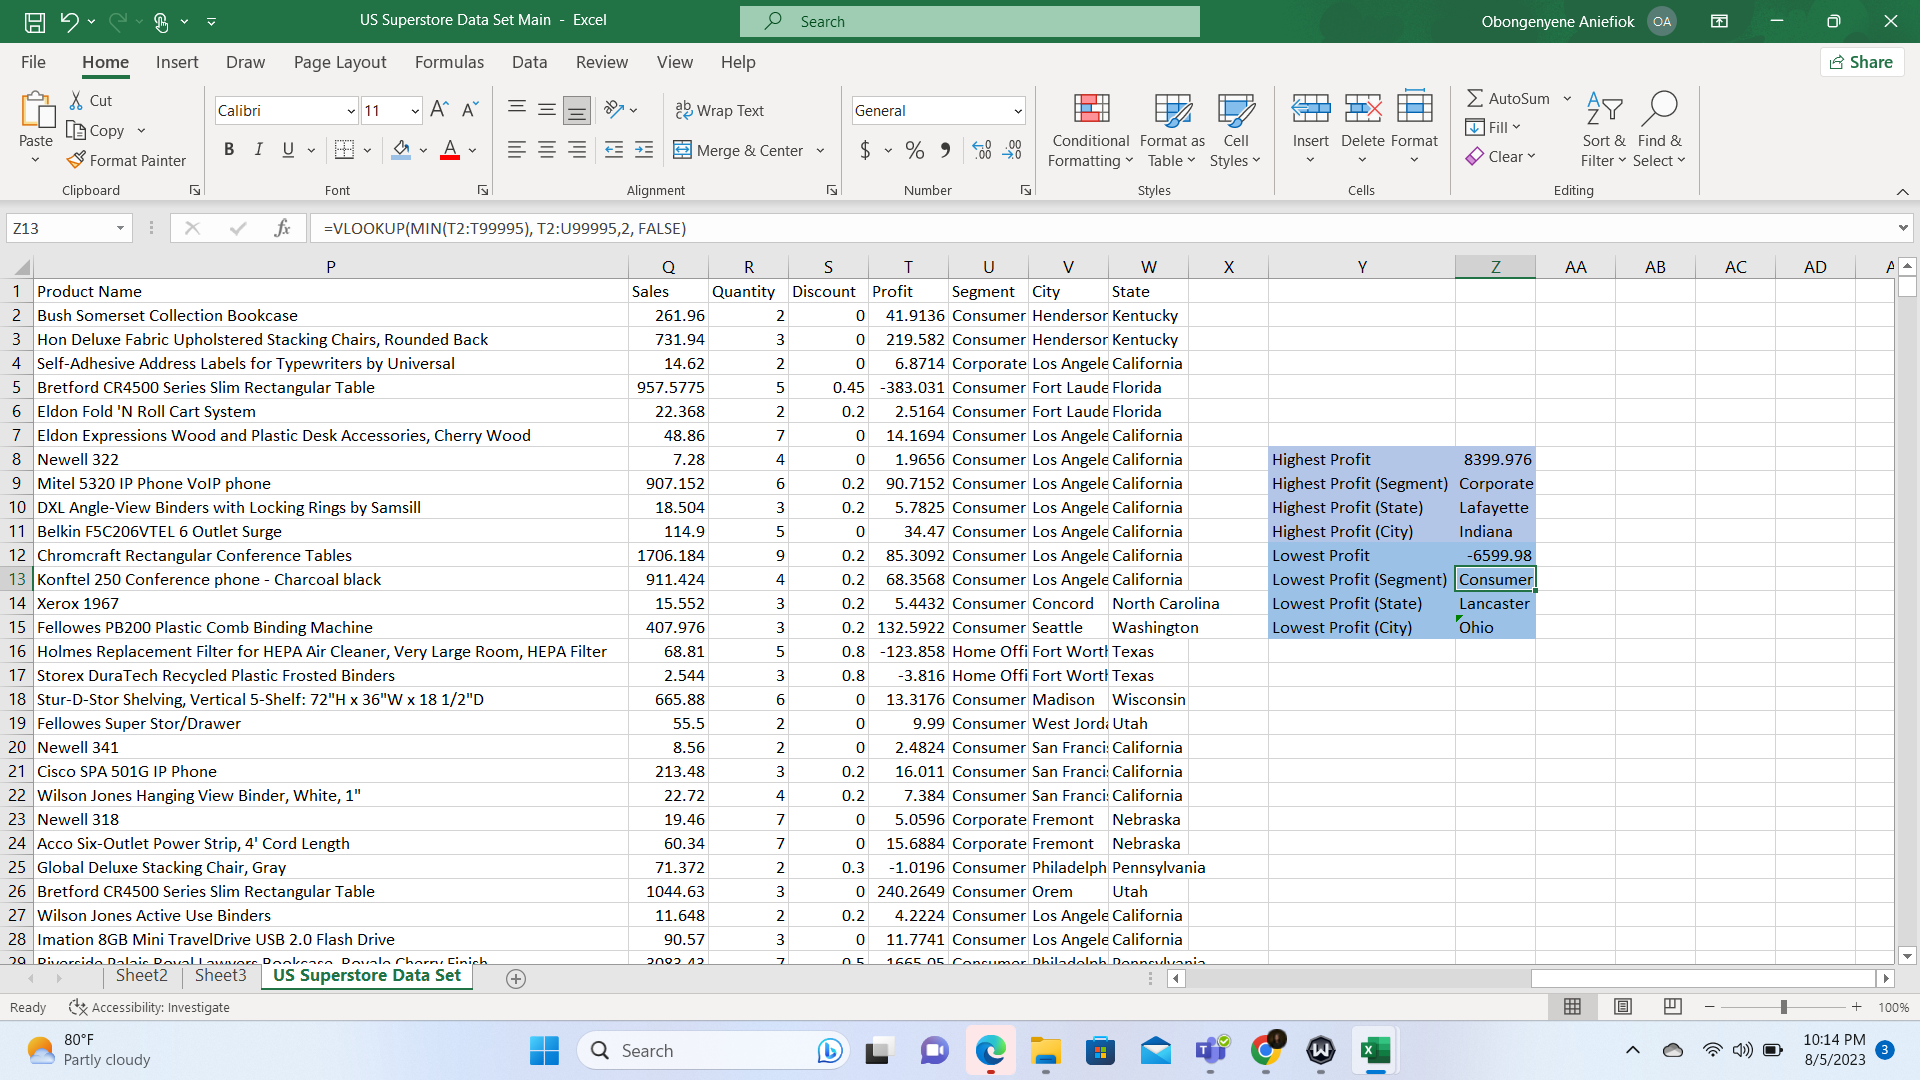 US Superstore Data Set Main - Excel
Search
Obongenyene Aniefiok OA
File Home Insert Draw Page Layout Formulas Data Review View Help
Share
Paste
Cut
Copy
Format Painter
Clipboard
Calibri 11
B I U
Font
Wrap Text
Merge & Center
Alignment
General
$ % ,
Number
Conditional Formatting
Format as Table
Cell Styles
Styles
Insert Delete Format
Cells
AutoSum
Fill
Clear
Sort & Filter
Find & Select
Editing
Z13 fx =VLOOKUP(MIN(T2:T99995), T2:U99995,2, FALSE)
P Q R S T U V W X Y Z AA AB AC AD A
1 Product Name Sales Quantity Discount Profit Segment City State
2 Bush Somerset Collection Bookcase 261.96 2 0 41.9136 Consumer Henderson Kentucky
3 Hon Deluxe Fabric Upholstered Stacking Chairs, Rounded Back 731.94 3 0 219.582 Consumer Henderson Kentucky
4 Self-Adhesive Address Labels for Typewriters by Universal 14.62 2 0 6.8714 Corporate Los Angele California
5 Bretford CR4500 Series Slim Rectangular Table 957.5775 5 0.45 -383.031 Consumer Fort Laude Florida
6 Eldon Fold 'N Roll Cart System 22.368 2 0.2 2.5164 Consumer Fort Laude Florida
7 Eldon Expressions Wood and Plastic Desk Accessories, Cherry Wood 48.86 7 0 14.1694 Consumer Los Angele California
8 Newell 322 7.28 4 0 1.9656 Consumer Los Angele California Highest Profit 8399.976
9 Mitel 5320 IP Phone VoIP phone 907.152 6 0.2 90.7152 Consumer Los Angele California Highest Profit (Segment) Corporate
10 DXL Angle-View Binders with Locking Rings by Samsill 18.504 3 0.2 5.7825 Consumer Los Angele California Highest Profit (State) Lafayette
11 Belkin F5C206VTEL 6 Outlet Surge 114.9 5 0 34.47 Consumer Los Angele California Highest Profit (City) Indiana
12 Chromcraft Rectangular Conference Tables 1706.184 9 0.2 85.3092 Consumer Los Angele California Lowest Profit -6599.98
13 Konftel 250 Conference phone - Charcoal black 911.424 4 0.2 68.3568 Consumer Los Angele California Lowest Profit (Segment) Consumer
14 Xerox 1967 15.552 3 0.2 5.4432 Consumer Concord North Carolina Lowest Profit (State) Lancaster
15 Fellowes PB200 Plastic Comb Binding Machine 407.976 3 0.2 132.5922 Consumer Seattle Washington Lowest Profit (City) Ohio
16 Holmes Replacement Filter for HEPA Air Cleaner, Very Large Room, HEPA Filter 68.81 5 0.8 -123.858 Home Offi Fort Worth Texas
17 Storex DuraTech Recycled Plastic Frosted Binders 2.544 3 0.8 -3.816 Home Offi Fort Worth Texas
18 Stur-D-Stor Shelving, Vertical 5-Shelf: 72"H x 36"W x 18 1/2"D 665.88 6 0 13.3176 Consumer Madison Wisconsin
19 Fellowes Super Stor/Drawer 55.5 2 0 9.99 Consumer West Jorda Utah
20 Newell 341 8.56 2 0 2.4824 Consumer San Francis California
21 Cisco SPA 501G IP Phone 213.48 3 0.2 16.011 Consumer San Francis California
22 Wilson Jones Hanging View Binder, White, 1" 22.72 4 0.2 7.384 Consumer San Francis California
23 Newell 318 19.46 7 0 5.0596 Corporate Fremont Nebraska
24 Acco Six-Outlet Power Strip, 4' Cord Length 60.34 7 0 15.6884 Corporate Fremont Nebraska
25 Global Deluxe Stacking Chair, Gray 71.372 2 0.3 -1.0196 Consumer Philadelph Pennsylvania
26 Bretford CR4500 Series Slim Rectangular Table 1044.63 3 0 240.2649 Consumer Orem Utah
27 Wilson Jones Active Use Binders 11.648 2 0.2 4.2224 Consumer Los Angele California
28 Imation 8GB Mini TravelDrive USB 2.0 Flash Drive 90.57 3 0 11.7741 Consumer Los Angele California
29 Riverside Palais Royal Lawyers Bookcase, Royale Cherry Finish 3083.43 7 0.5 -1665.05 Consumer Philadelph Pennsylvania
Sheet2 Sheet3 US Superstore Data Set
Ready Accessibility: Investigate 100%
80°F
Partly cloudy
Search
10:14 PM
8/5/2023
3